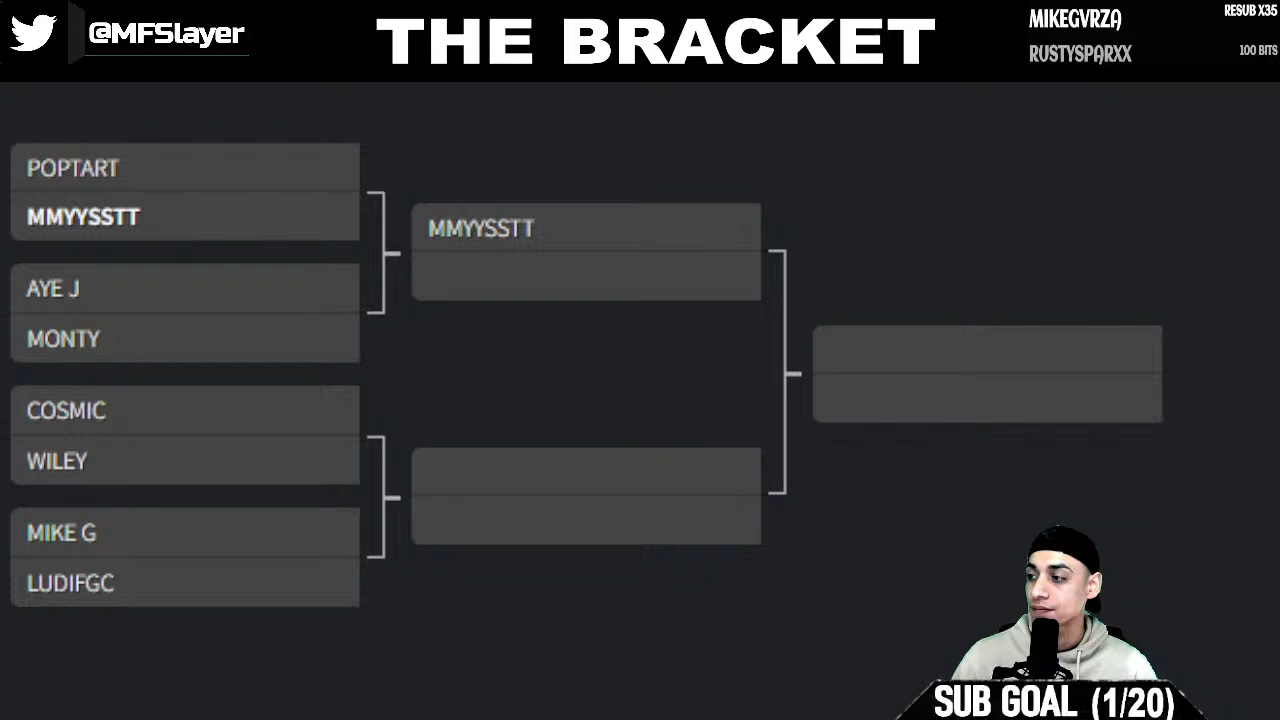 @MFSlayer
THE BRACKET
MIKEGVRZA
RESUB X35
RUSTYSPARXX
100 BITS
POPTART
MMYYSSTT
AYE J
MONTY
COSMIC
WILEY
MIKE G
LUDIFGC
MMYYSSTT
SUB GOAL (1/20)